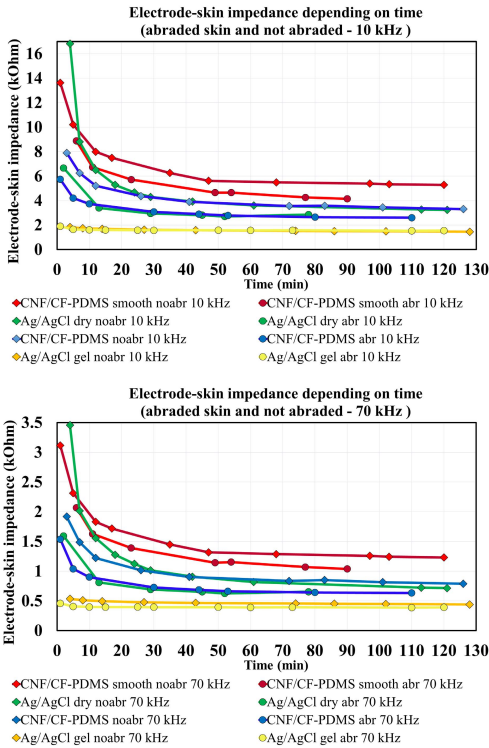 Electrode-skin impedance depending on time
(abraded skin and not abraded - 10 kHz )
Electrode-skin impedance (kOhm)
16
14
12
10
8
6
4
2
0
0 10 20 30 40 50 60 70 80 90 100 110 120 130
Time (min)
CNF/CF-PDMS smooth noabr 10 kHz
CNF/CF-PDMS smooth abr 10 kHz
Ag/AgCl dry noabr 10 kHz
Ag/AgCl dry abr 10 kHz
CNF/CF-PDMS noabr 10 kHz
CNF/CF-PDMS abr 10 kHz
Ag/AgCl gel noabr 10 kHz
Ag/AgCl gel abr 10 kHz
Electrode-skin impedance depending on time
(abraded skin and not abraded - 70 kHz )
Electrode-skin impedance (kOhm)
3.5
3
2.5
2
1.5
1
0.5
0
0 10 20 30 40 50 60 70 80 90 100 110 120 130
Time (min)
CNF/CF-PDMS smooth noabr 70 kHz
CNF/CF-PDMS smooth abr 70 kHz
Ag/AgCl dry noabr 70 kHz
Ag/AgCl dry abr 70 kHz
CNF/CF-PDMS noabr 70 kHz
CNF/CF-PDMS abr 70 kHz
Ag/AgCl gel noabr 70 kHz
Ag/AgCl gel abr 70 kHz